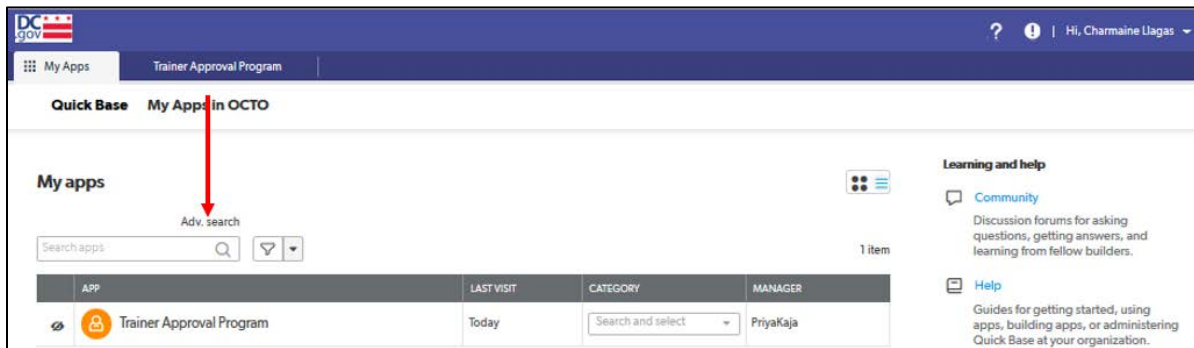 DC
.gov
? ! | Hi, Charmaine Llagas
My Apps Trainer Approval Program
Quick Base My Apps in OCTO
My apps
Adv. search
Search apps
1 item
APP LAST VISIT CATEGORY MANAGER
Trainer Approval Program Today Search and select PriyaKaja
Learning and help
Community
Discussion forums for asking
questions, getting answers, and
learning from fellow builders.
Help
Guides for getting started, using
apps, building apps, or administering
Quick Base at your organization.